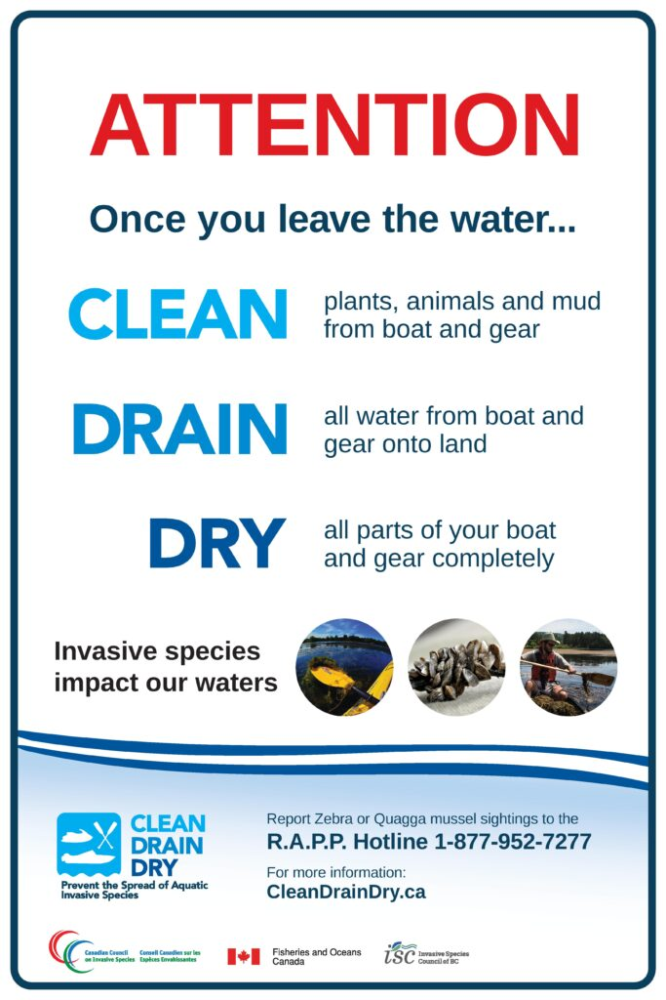 ATTENTION
Once you leave the water...
CLEAN
plants, animals and mud
from boat and gear
DRAIN
all water from boat and
gear onto land
DRY
all parts of your boat
and gear completely
Invasive species
impact our waters
CLEAN
DRAIN
DRY
Prevent the Spread of Aquatic
Invasive Species
Report Zebra or Quagga mussel sightings to the
R.A.P.P. Hotline 1-877-952-7277
For more information:
CleanDrainDry.ca
Canadian Council
on Invasive Species
Conseil Canadien sur les
Espèces Envahissantes
Fisheries and Oceans
Canada
isc
Invasive Species
Council of BC